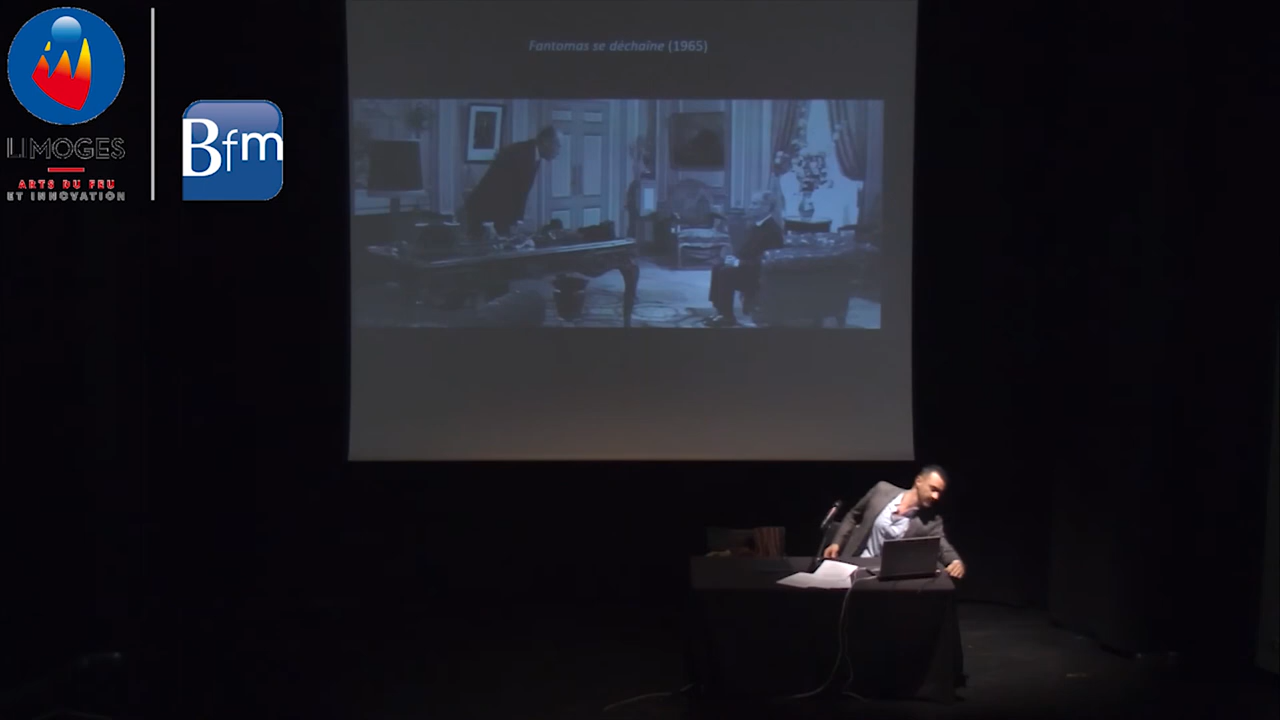 LIMOGES
ARTS DU FEU
ET INNOVATION
Bfm
Fantomas se déchaîne (1965)